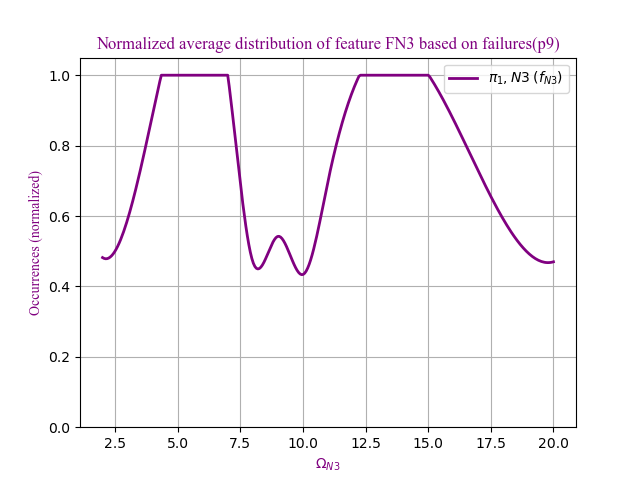 Normalized average distribution of feature FN3 based on failures(p9)
π₁, N3 (f_N3)
1.0
0.8
0.6
0.4
0.2
0.0
Occurrences (normalized)
2.5 5.0 7.5 10.0 12.5 15.0 17.5 20.0
Ω_N3